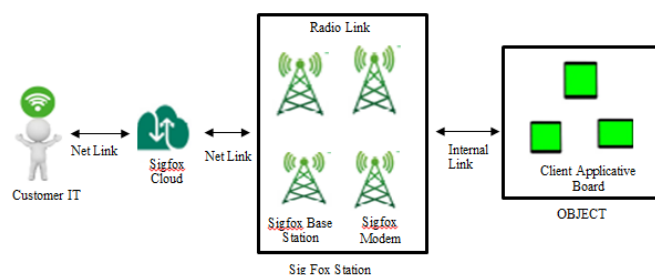 Radio Link
Net Link
Customer IT
Sigfox
Cloud
Net Link
Sigfox Base
Station
Sigfox
Modem
Sig Fox Station
Internal
Link
Client Applicative
Board
OBJECT